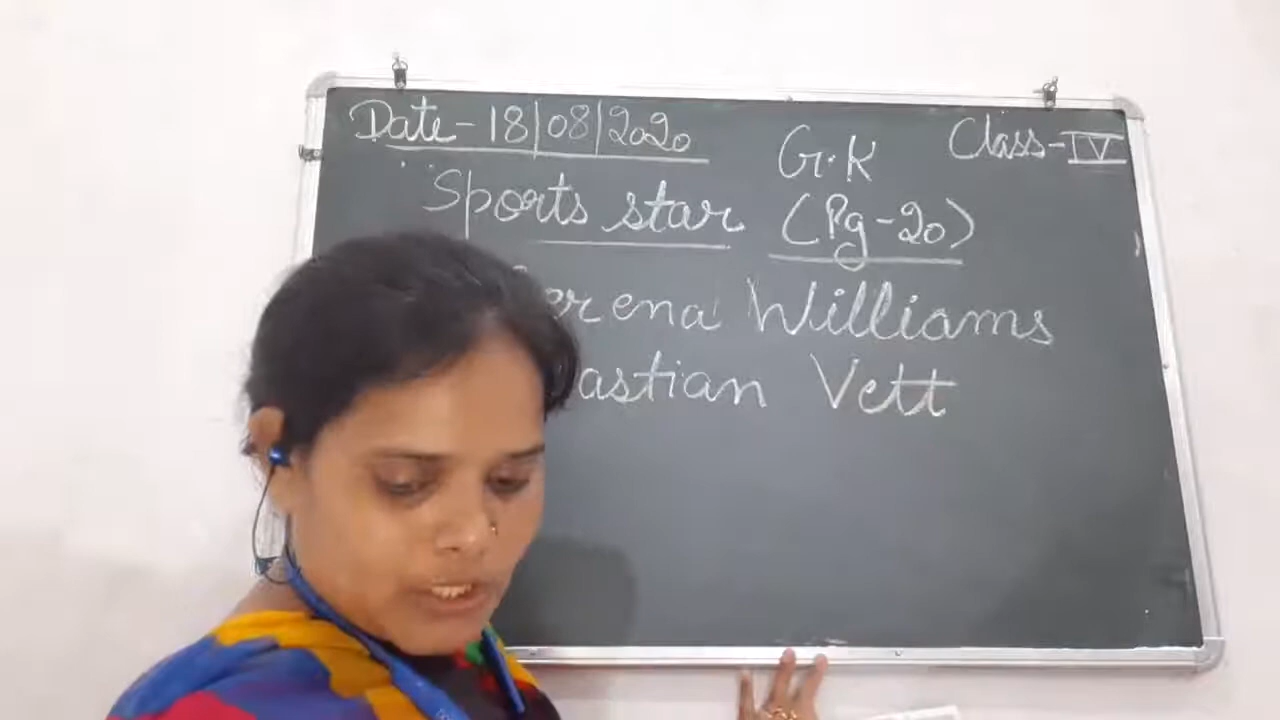 Date-18/08/2020
G.K
Class-IV
Sports star (Pg-20)
erena Williams
astian Vett